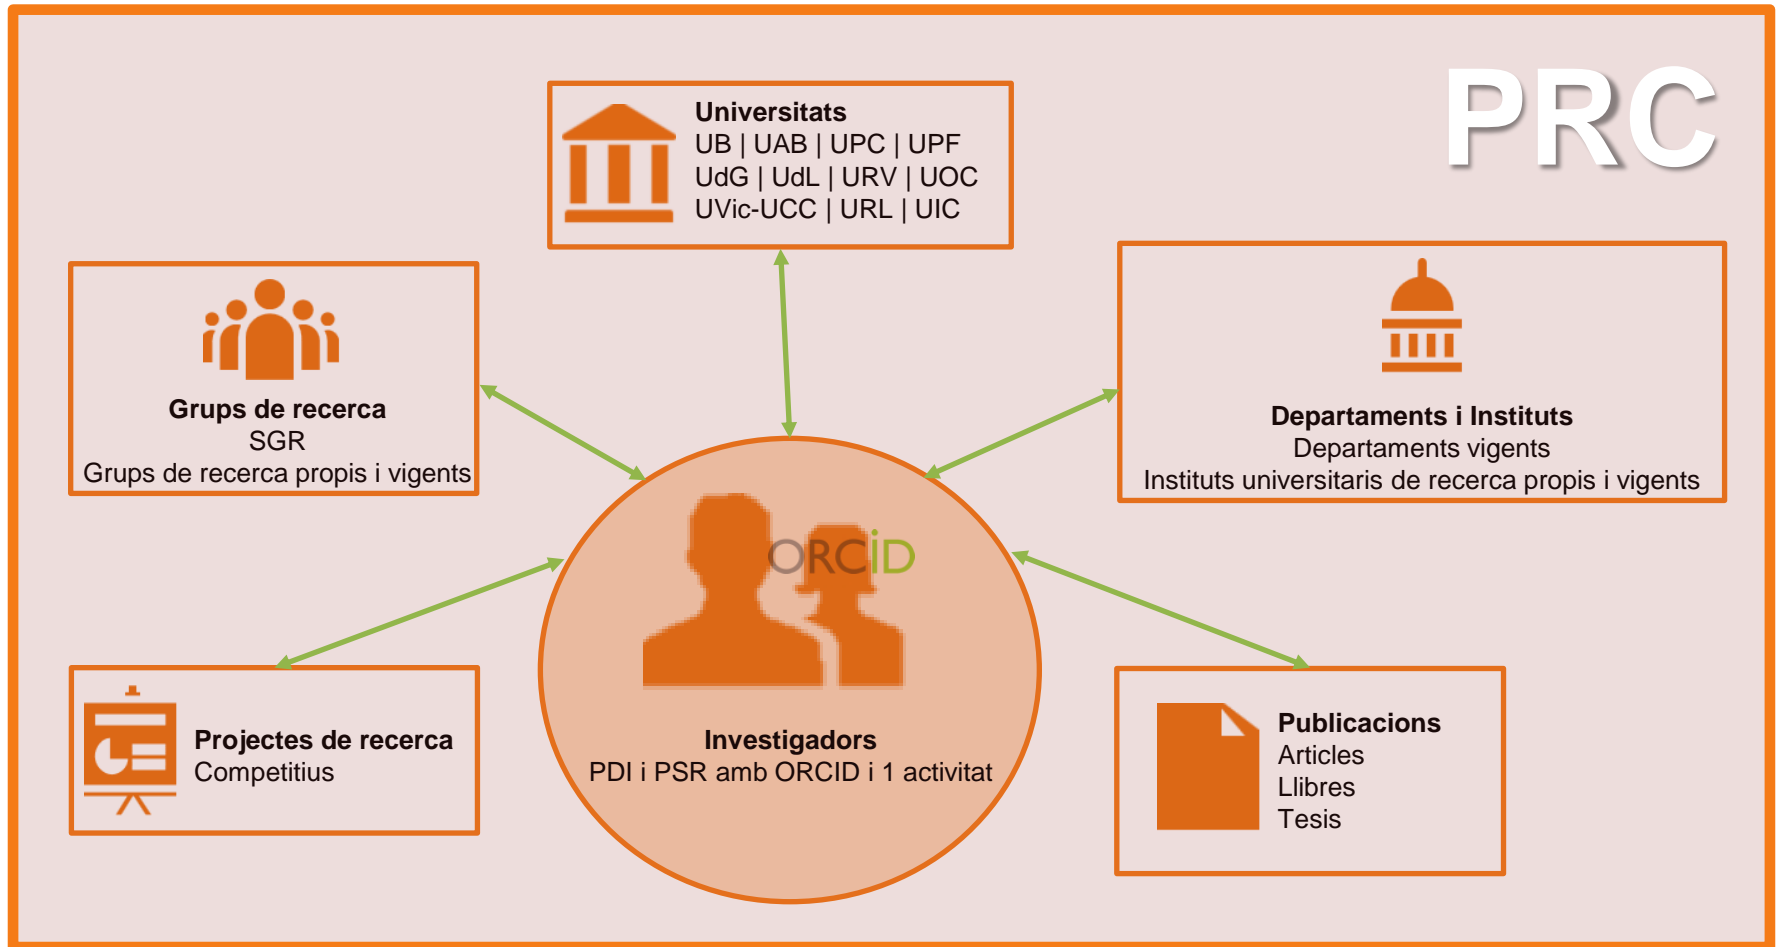 PRC
Universitats
UB | UAB | UPC | UPF
UdG | UdL | URV | UOC
UVic-UCC | URL | UIC
Grups de recerca
SGR
Grups de recerca propis i vigents
Departaments i Instituts
Departaments vigents
Instituts universitaris de recerca propis i vigents
ORCiD
Investigadors
PDI i PSR amb ORCID i 1 activitat
Projectes de recerca
Competitius
Publicacions
Articles
Llibres
Tesis